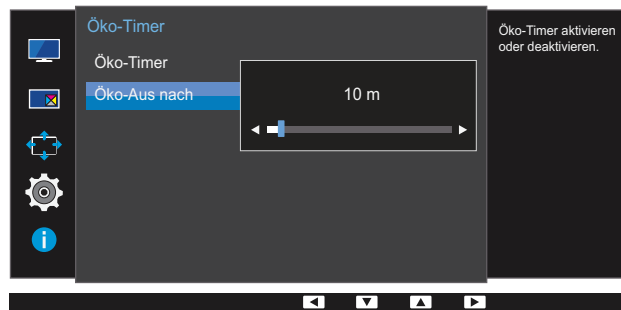 Öko-Timer
Öko-Timer
Öko-Aus nach
10 m
Öko-Timer aktivieren
oder deaktivieren.